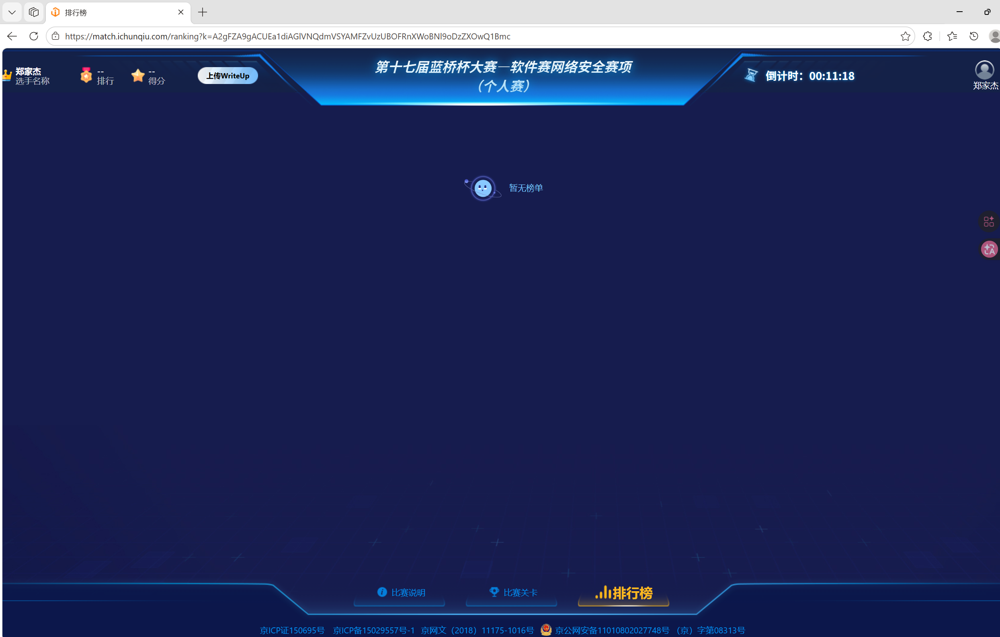 排行榜
https://match.ichunqiu.com/ranking?k=A2gFZA9gACUEa1diAGlVNQdmVSYAMFZvUzUBOFRnXWoBNl9oDzZXOwQ1Bmc
郑家杰
选手名称
--
排行
--
得分
上传WriteUp
第十七届蓝桥杯大赛—软件赛网络安全赛项
（个人赛）
倒计时：00:11:18
郑家杰
暂无榜单
比赛说明
比赛关卡
排行榜
京ICP证150695号 京ICP备15029557号-1 京网文（2018）11175-1016号 京公网安备11010802027748号 （京）字第08313号